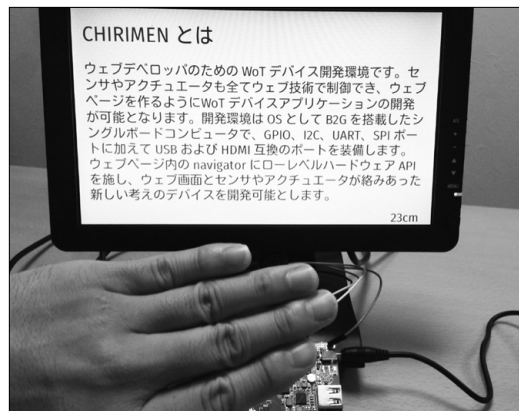 CHIRIMEN とは
ウェブデベロッパのための WoT デバイス開発環境です。セ
ンサやアクチュエータも全てウェブ技術で制御でき、ウェブ
ページを作るようにWoT デバイスアプリケーションの開発
が可能となります。開発環境は OS として B2G を搭載したシ
ングルボードコンピュータで、GPIO、I2C、UART、SPI ポー
トに加えて USB および HDMI 互換のポートを装備します。
ウェブページ内の navigator にローレベルハードウェア API
を施し、ウェブ画面とセンサやアクチュエータが絡みあった
新しい考えのデバイスを開発可能とします。
23cm